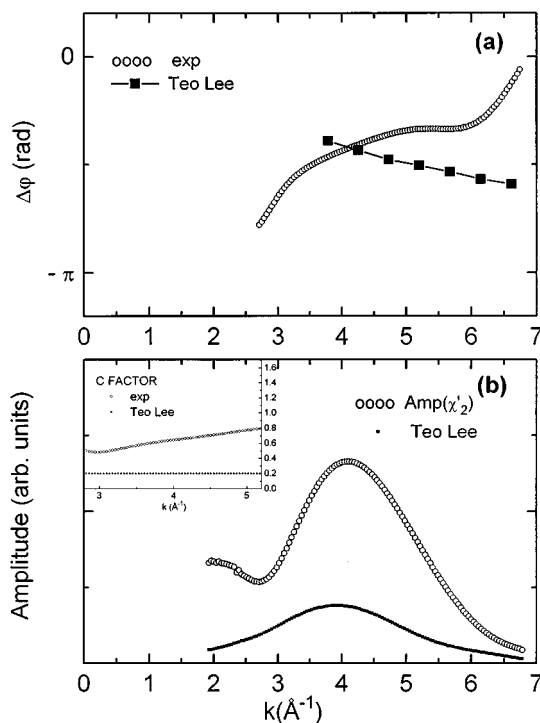 (a)
0
oooo exp
Teo Lee
Δφ (rad)
- π
0 1 2 3 4 5 6 7
(b)
C FACTOR
exp
Teo Lee
1.6
1.4
1.2
1.0
0.8
0.6
0.4
0.2
0.0
3 4 5
k(Å⁻¹)
oooo Amp(χ'₂)
Teo Lee
Amplitude (arb. units)
0 1 2 3 4 5 6 7
k(Å⁻¹)